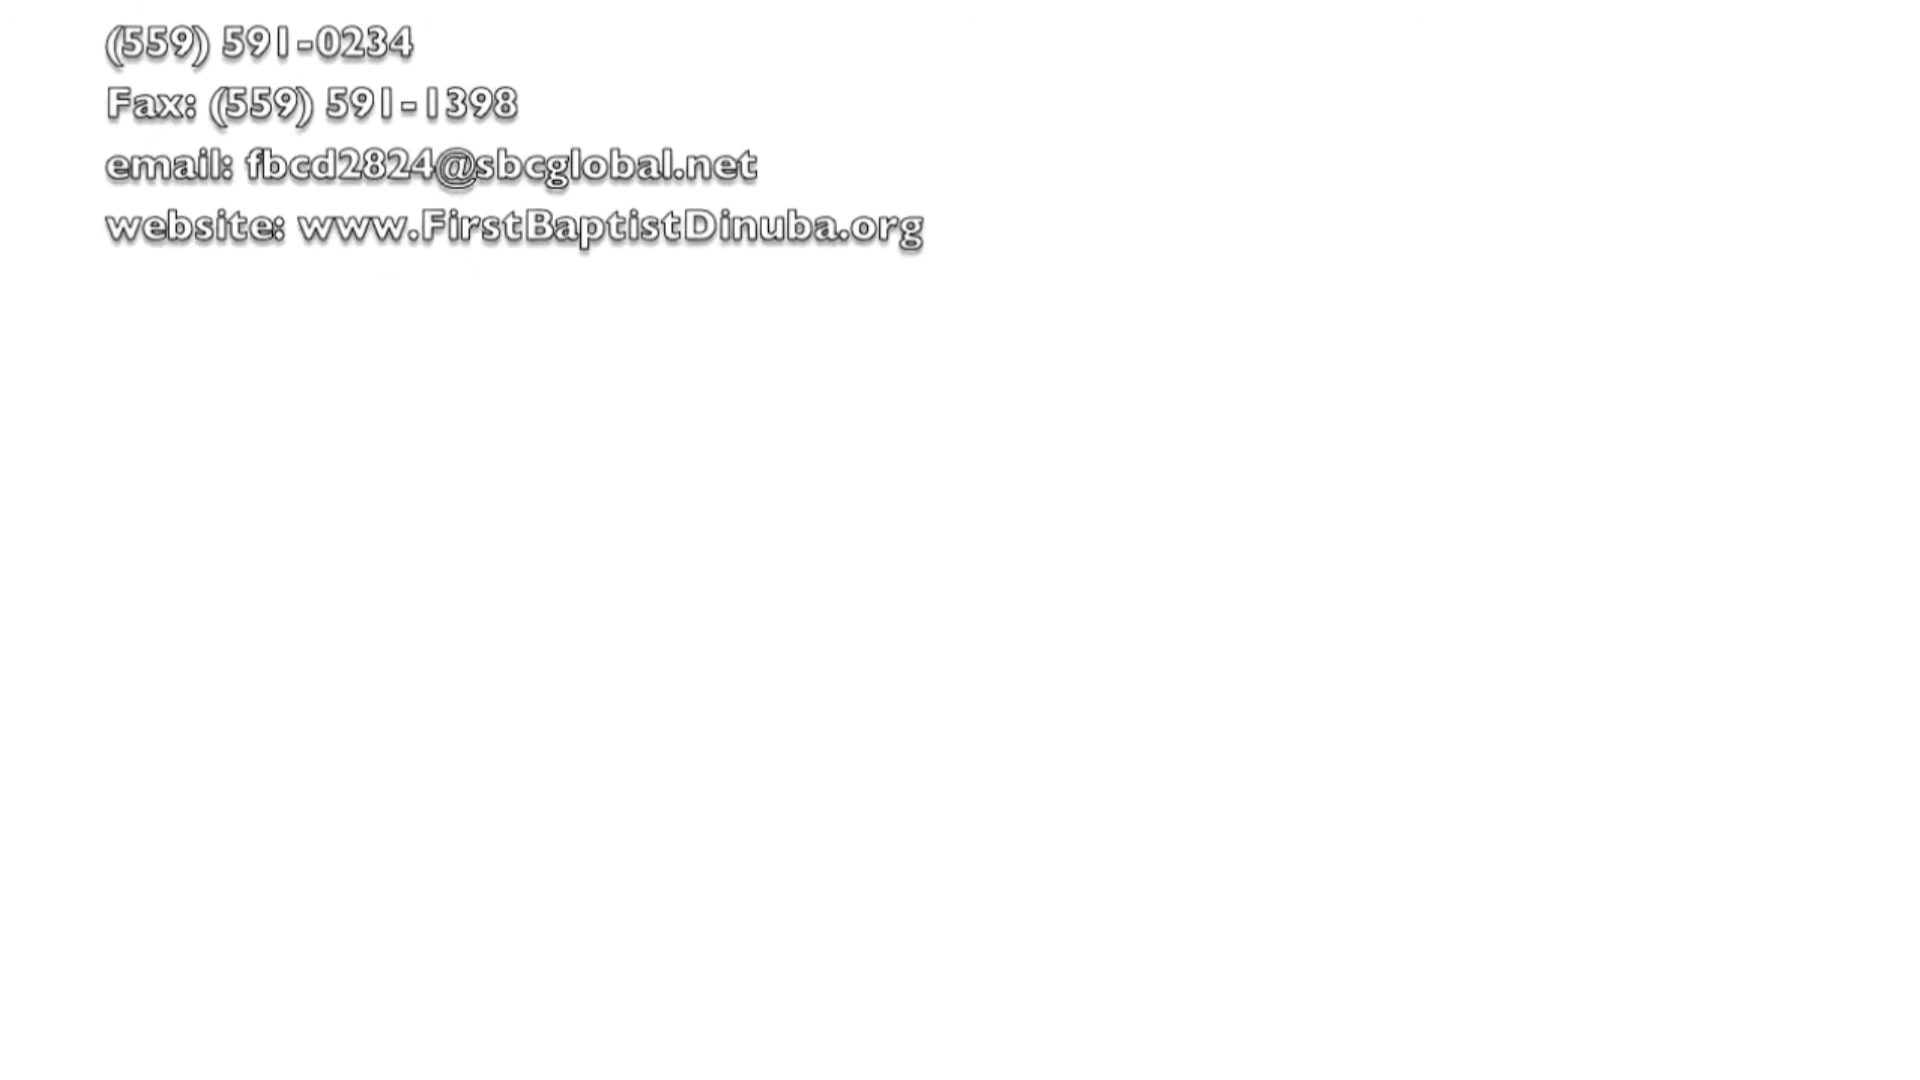 (559) 591-0234
Fax: (559) 591-1398
email: fbcd2824@sbcglobal.net
website: www.FirstBaptistDinuba.org